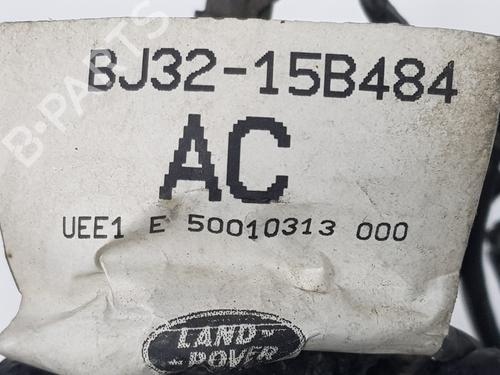 BJ32-15B484
AC
UEE1 E 50010313 000
LAND-
-ROVER
B-PARTS